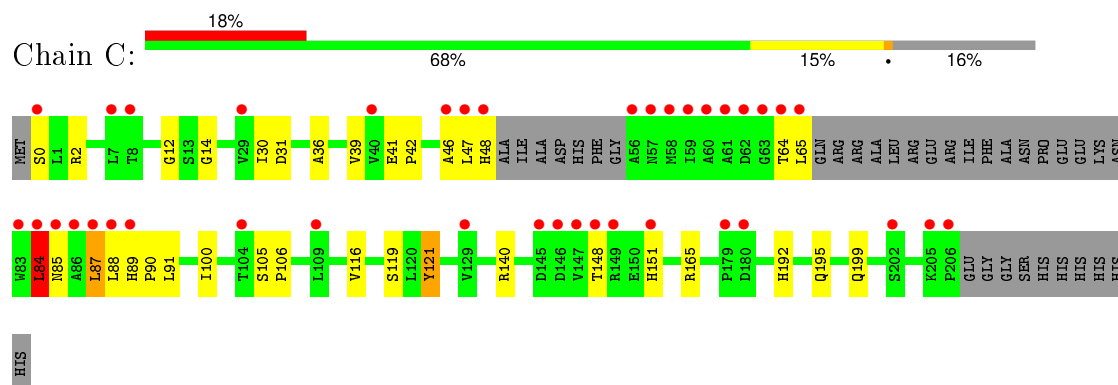 18%
Chain C:
68% 15% • 16%
MET S0 L1 R2 L7 T8 G12 S13 G14 V29 I30 D31 A36 V39 V40 E41 P42 A46 L47 H48 ALA ILE ALA ASP HIS PHE GLY A56 N57 M58 I59 A60 A61 D62 G63 T64 L65 GLN ARG ARG ALA LEU ARG GLU ARG ILE PHE ALA ASN PRO GLU GLU LYS ASN
W83 L84 N85 A86 L87 L88 H89 P90 L91 I100 T104 S105 P106 L109 V116 S119 L120 Y121 V129 R140 D145 D146 V147 T148 R149 E150 H151 R165 P179 D180 H192 Q195 Q199 S202 K205 P206 GLU GLY GLY SER HIS HIS HIS HIS HIS
HIS